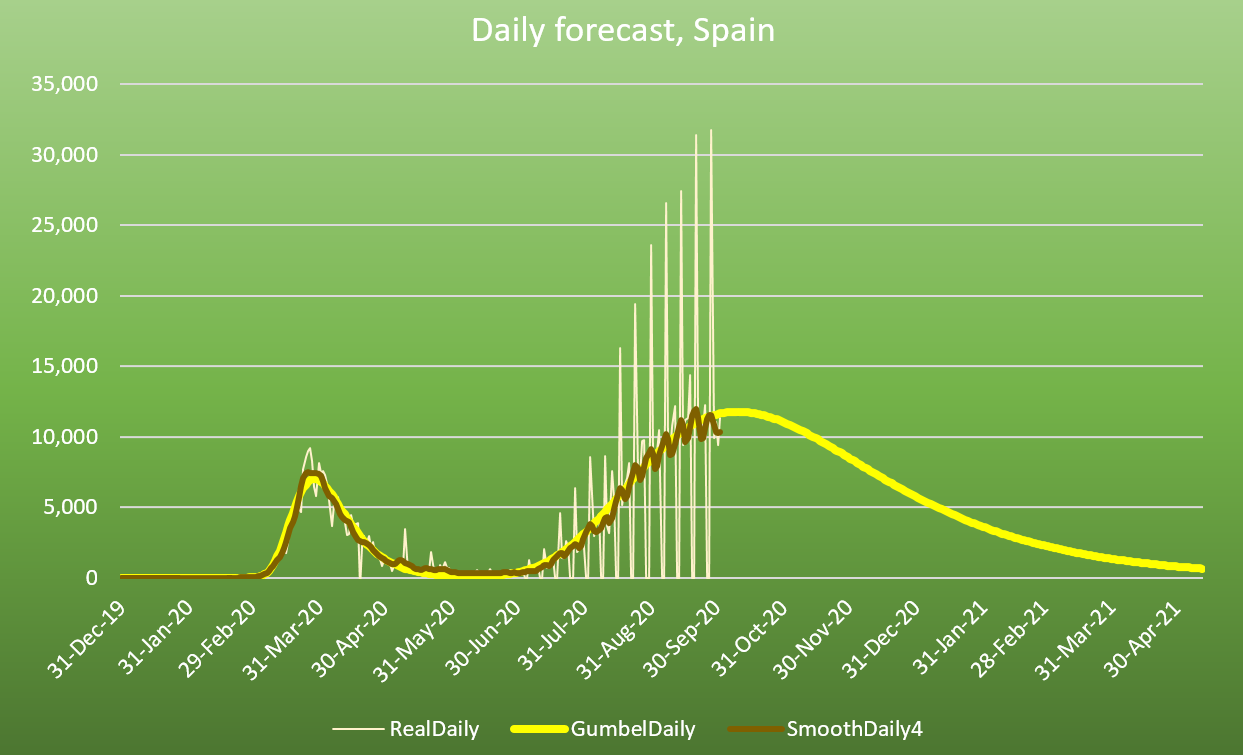 Daily forecast, Spain
35,000
30,000
25,000
20,000
15,000
10,000
5,000
0
31-Dec-19
31-Jan-20
29-Feb-20
31-Mar-20
30-Apr-20
31-May-20
30-Jun-20
31-Jul-20
31-Aug-20
30-Sep-20
31-Oct-20
30-Nov-20
31-Dec-20
31-Jan-21
28-Feb-21
31-Mar-21
30-Apr-21
RealDaily GumbelDaily SmoothDaily4